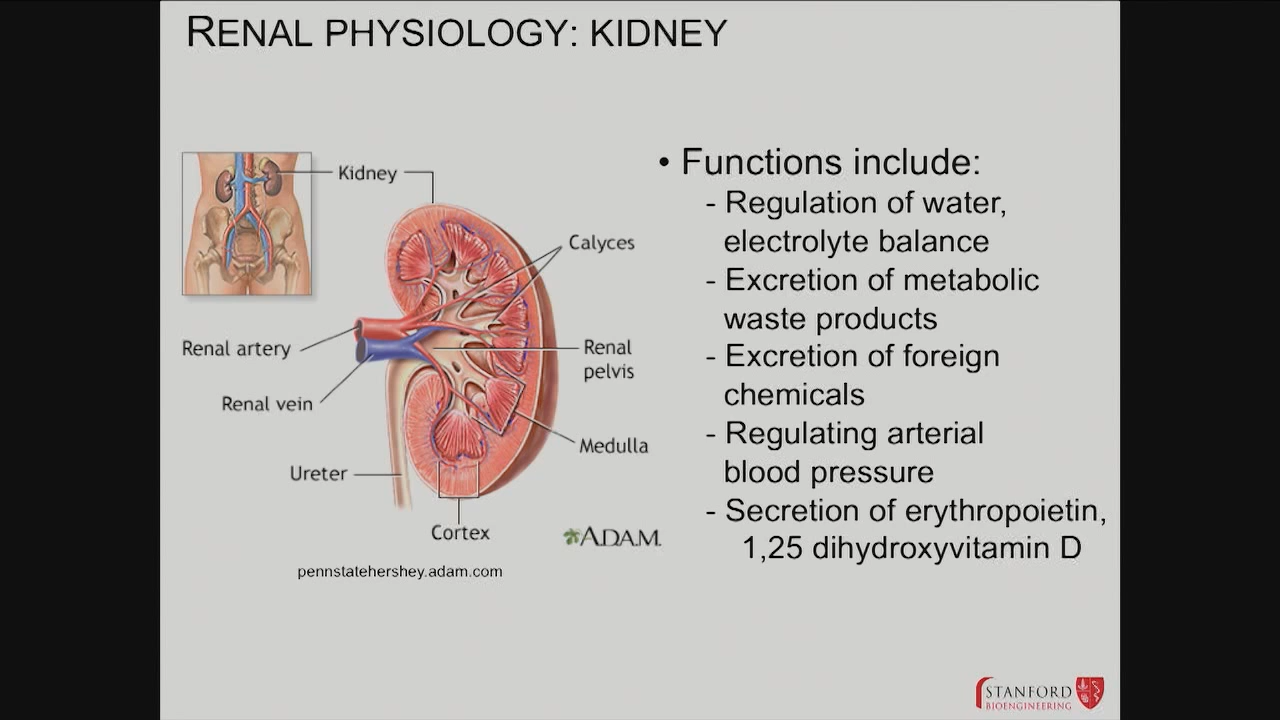 RENAL PHYSIOLOGY: KIDNEY
Kidney
Calyces
Renal artery
Renal
pelvis
Renal vein
Medulla
Ureter
Cortex
ADAM.
pennstatehershey.adam.com
• Functions include:
- Regulation of water,
electrolyte balance
- Excretion of metabolic
waste products
- Excretion of foreign
chemicals
- Regulating arterial
blood pressure
- Secretion of erythropoietin,
1,25 dihydroxyvitamin D
STANFORD
BIOENGINEERING